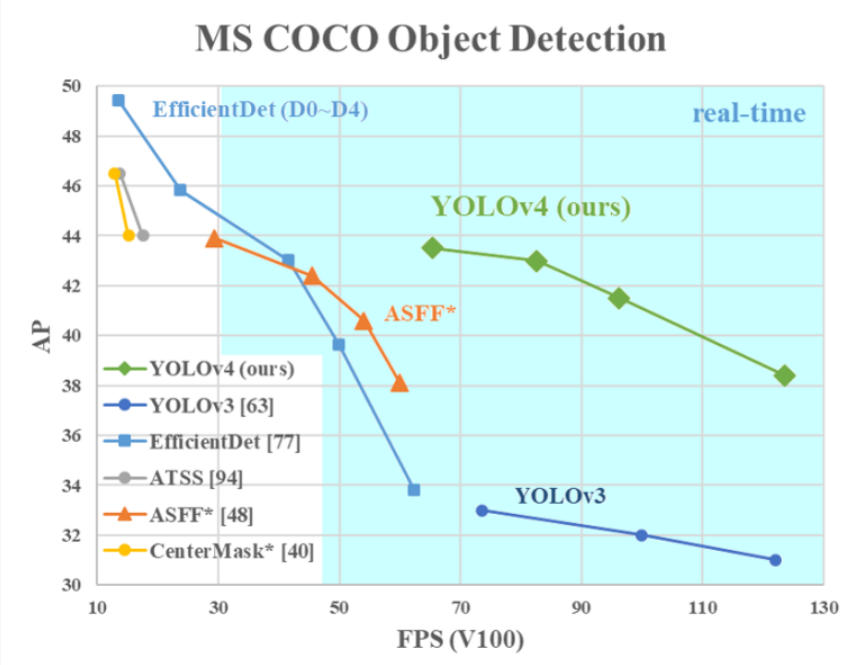 MS COCO Object Detection
50
48
46
44
42
40
38
36
34
32
30
AP
EfficientDet (D0~D4)
real-time
YOLOv4 (ours)
ASFF*
YOLOv3
YOLOv4 (ours)
YOLOv3 [63]
EfficientDet [77]
ATSS [94]
ASFF* [48]
CenterMask* [40]
10 30 50 70 90 110 130
FPS (V100)